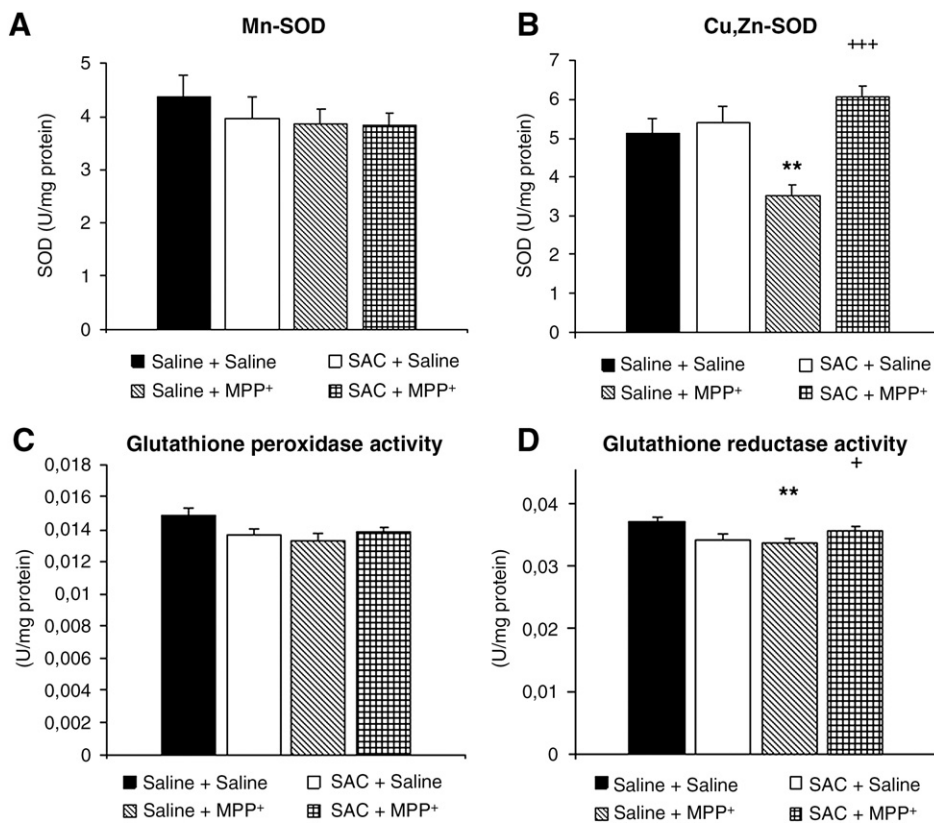 A
Mn-SOD
SOD (U/mg protein)
5
4
3
2
1
0
Saline + Saline
SAC + Saline
Saline + MPP⁺
SAC + MPP⁺
B
Cu,Zn-SOD
+++
SOD (U/mg protein)
7
6
5
4
3
2
1
0
**
Saline + Saline
SAC + Saline
Saline + MPP⁺
SAC + MPP⁺
C
Glutathione peroxidase activity
(U/mg protein)
0,018
0,016
0,014
0,012
0,01
0,008
0,006
0,004
0,002
0
Saline + Saline
SAC + Saline
Saline + MPP⁺
SAC + MPP⁺
D
Glutathione reductase activity
+
**
(U/mg protein)
0,04
0,03
0,02
0,01
0
Saline + Saline
SAC + Saline
Saline + MPP⁺
SAC + MPP⁺